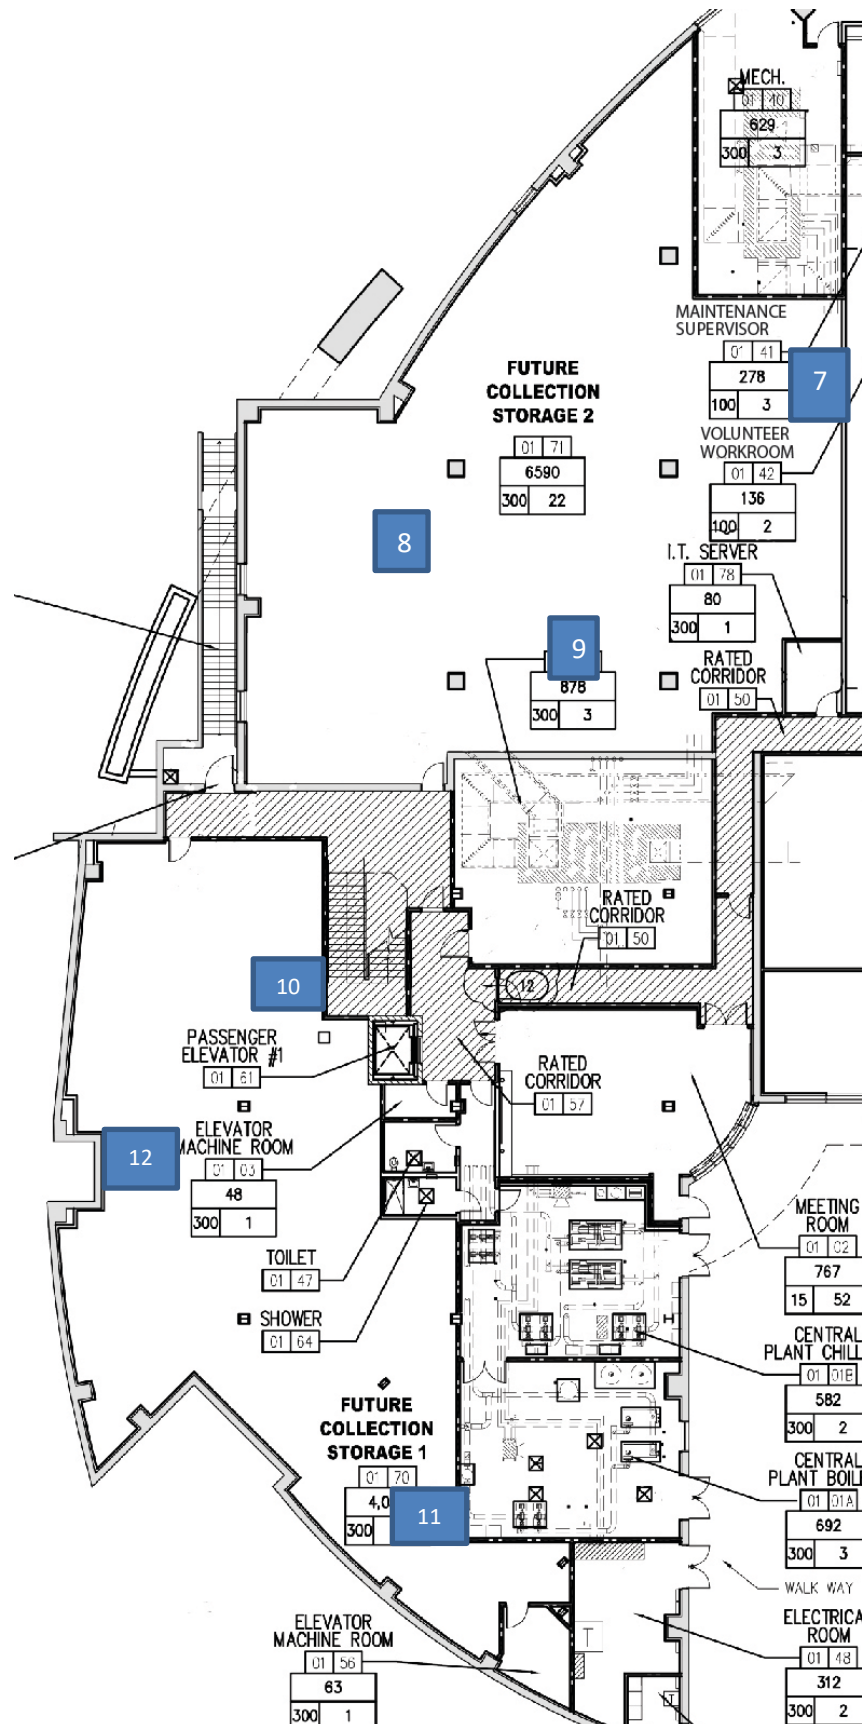 MECH.
01 40
629
300 3
MAINTENANCE
SUPERVISOR
01 41
278
100 3
7
FUTURE
COLLECTION
STORAGE 2
01 71
6590
300 22
VOLUNTEER
WORKROOM
01 42
136
100 2
8
I.T. SERVER
01 78
80
300 1
9
878
300 3
RATED
CORRIDOR
01 50
RATED
CORRIDOR
01 50
12
10
PASSENGER
ELEVATOR #1
01 61
RATED
CORRIDOR
01 57
12
ELEVATOR
MACHINE ROOM
01 03
48
300 1
MEETING
ROOM
01 02
767
15 52
TOILET
01 47
SHOWER
01 64
CENTRAL
PLANT CHILL
01 01B
582
300 2
FUTURE
COLLECTION
STORAGE 1
01 70
4,0
300
11
CENTRAL
PLANT BOIL
01 01A
692
300 3
WALK WAY
ELECTRICA
ROOM
01 48
312
300 2
T
ELEVATOR
MACHINE ROOM
01 56
63
300 1